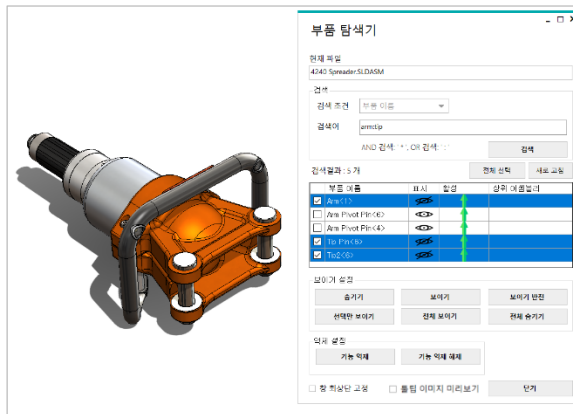 부품 탐색기
현재 파일
4240 Spreader.SLDASM
검색
검색 조건 부품 이름
검색어 arm;tip
AND 검색: '*', OR 검색: ';'
검색
검색결과 : 5 개 전체 선택 새로 고침
부품 이름 표시 활성 상위 어셈블리
Arm<1>
Arm Pivot Pin<6>
Arm Pivot Pin<4>
Tip Pin<6>
Tip2<6>
보이기 설정
숨기기 보이기 보이기 반전
선택만 보이기 전체 보이기 전체 숨기기
억제 설정
기능 억제 기능 억제 해제
창 최상단 고정 툴팁 이미지 미리보기 닫기